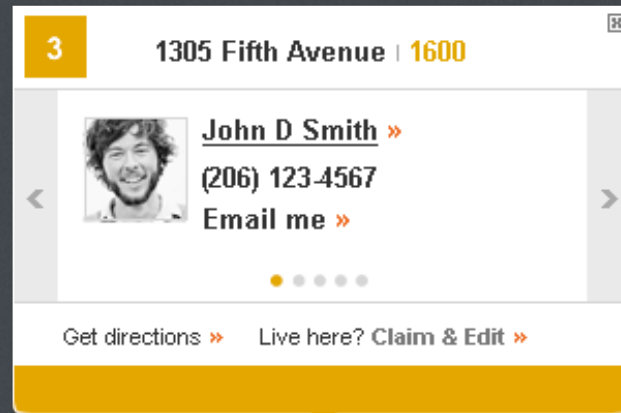 3
1305 Fifth Avenue | 1600
John D Smith »
(206) 123-4567
Email me »
Get directions » Live here? Claim & Edit »